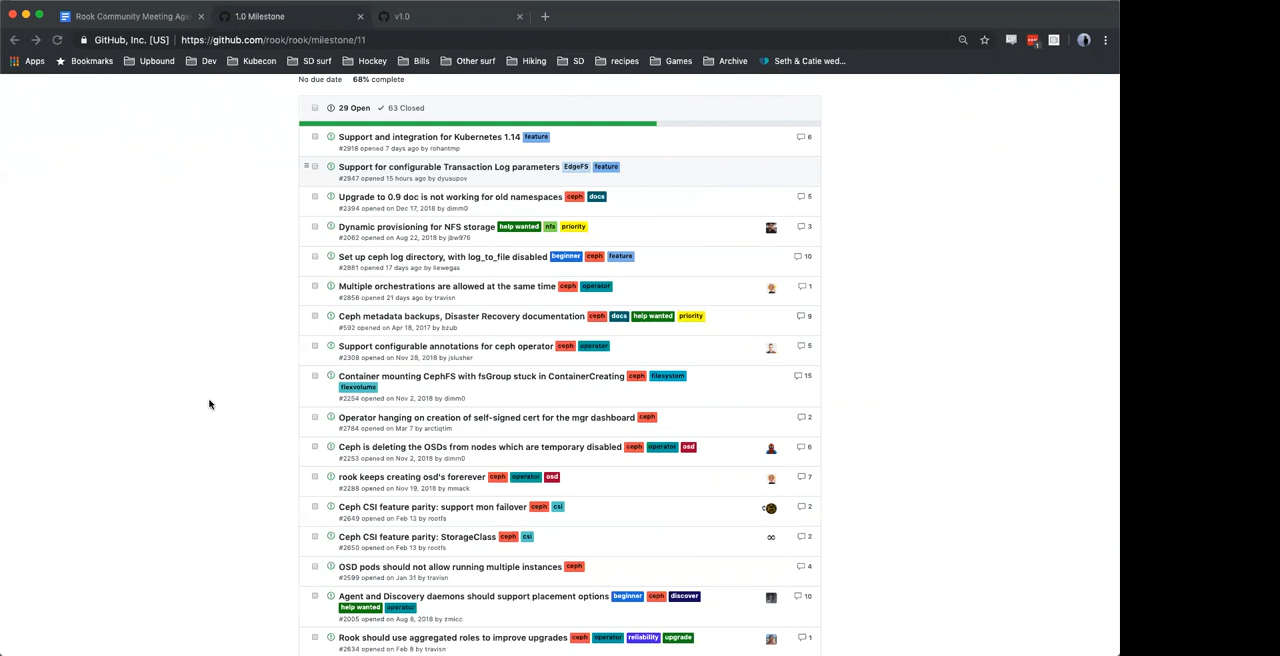 Rook Community Meeting Age
1.0 Milestone
v1.0
GitHub, Inc. [US] | https://github.com/rook/rook/milestone/11
Apps Bookmarks Upbound Dev Kubecon SD surf Hockey Bills Other surf Hiking SD recipes Games Archive Seth & Catie wed...
No due date 68% complete
29 Open 63 Closed
Support and integration for Kubernetes 1.14 feature 6
#2918 opened 7 days ago by rohantmp
Support for configurable Transaction Log parameters EdgeFS feature
#2947 opened 15 hours ago by dyusupov
Upgrade to 0.9 doc is not working for old namespaces ceph docs 5
#2394 opened on Dec 17, 2018 by dimm0
Dynamic provisioning for NFS storage help wanted nfs priority 3
#2062 opened on Aug 22, 2018 by jbw976
Set up ceph log directory, with log_to_file disabled beginner ceph feature 10
#2881 opened 17 days ago by liewegas
Multiple orchestrations are allowed at the same time ceph operator 1
#2858 opened 21 days ago by travisn
Ceph metadata backups, Disaster Recovery documentation ceph docs help wanted priority 9
#592 opened on Apr 18, 2017 by bzub
Support configurable annotations for ceph operator ceph operator 5
#2308 opened on Nov 28, 2018 by jslusher
Container mounting CephFS with fsGroup stuck in ContainerCreating ceph filesystem 15
flexvolume
#2254 opened on Nov 2, 2018 by dimm0
Operator hanging on creation of self-signed cert for the mgr dashboard ceph 2
#2784 opened on Mar 7 by arctiqtim
Ceph is deleting the OSDs from nodes which are temporary disabled ceph operator osd 6
#2253 opened on Nov 2, 2018 by dimm0
rook keeps creating osd's forerever ceph operator osd 7
#2288 opened on Nov 19, 2018 by mmack
Ceph CSI feature parity: support mon failover ceph csi 2
#2649 opened on Feb 13 by rootfs
Ceph CSI feature parity: StorageClass ceph csi 2
#2650 opened on Feb 13 by rootfs
OSD pods should not allow running multiple instances ceph 4
#2599 opened on Jan 31 by travisn
Agent and Discovery daemons should support placement options beginner ceph discover 10
help wanted operator
#2005 opened on Aug 8, 2018 by zmlcc
Rook should use aggregated roles to improve upgrades ceph operator reliability upgrade 1
#2634 opened on Feb 8 by travisn